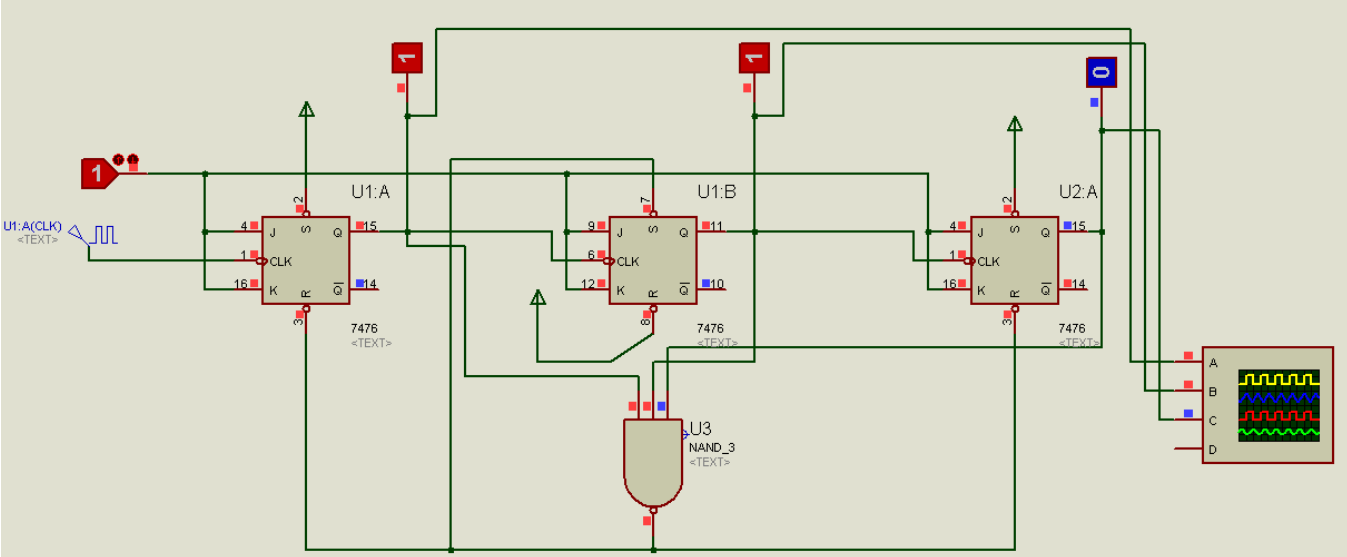 1
1
0
1
U1:A(CLK)
<TEXT>
U1:A
2
4
J
S
Q
15
1
CLK
16
K
R
Q
14
3
7476
<TEXT>
U1:B
7
9
J
S
Q
11
6
CLK
12
K
R
Q
10
8
7476
<TEXT>
U2:A
2
4
J
S
Q
15
1
CLK
16
K
R
Q
14
3
7476
<TEXT>
U3
NAND_3
<TEXT>
A
B
C
D